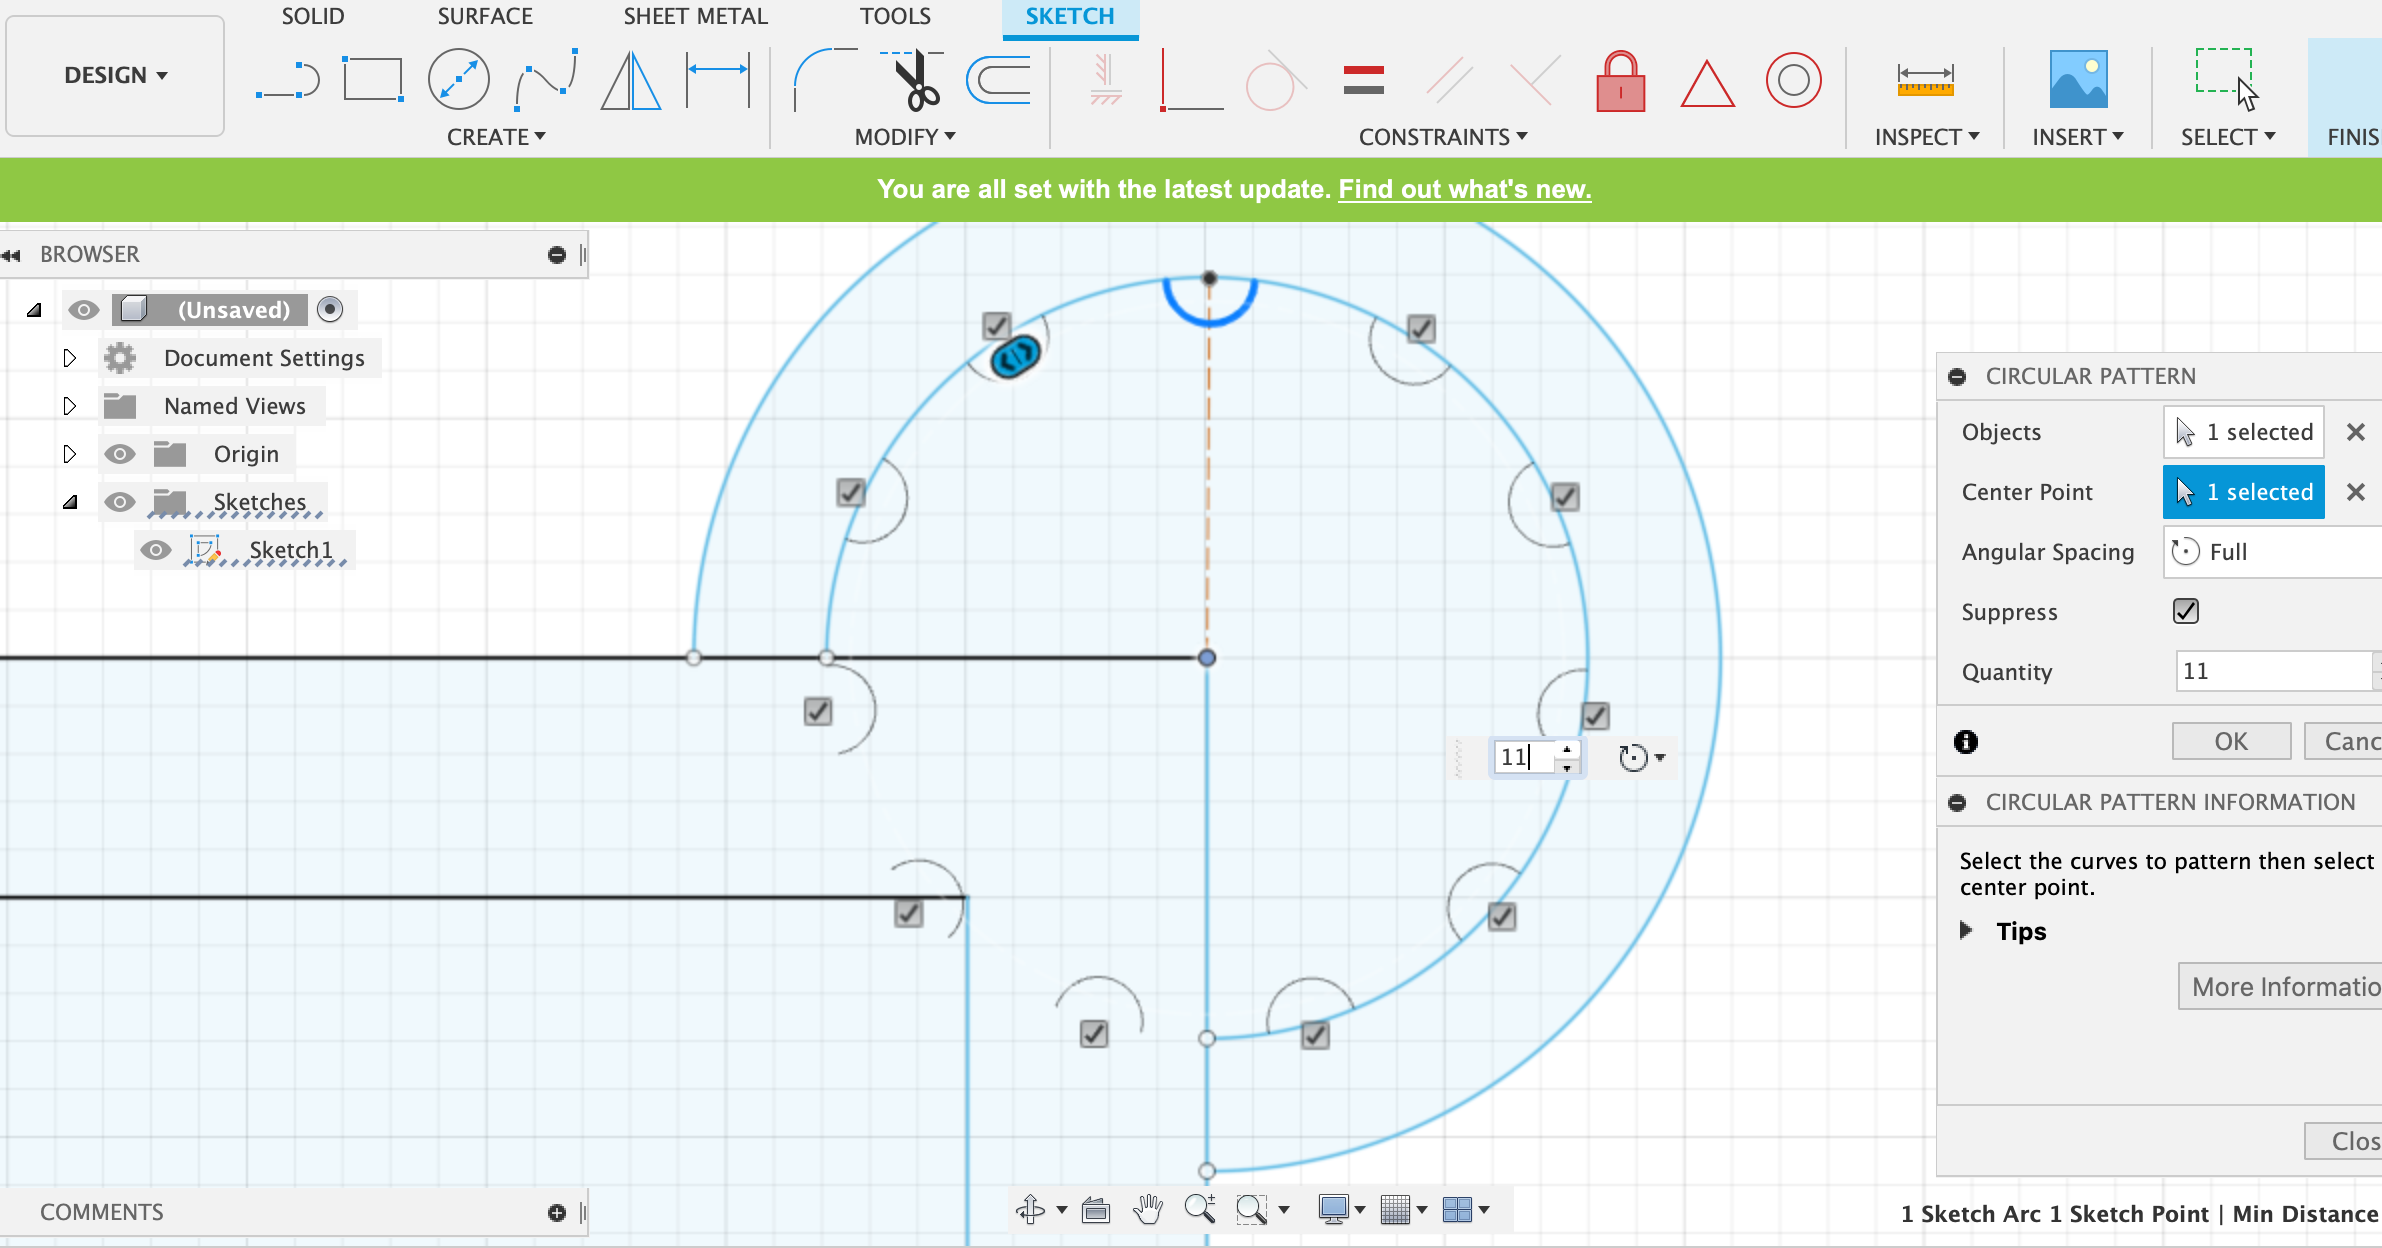 SOLID
SURFACE
SHEET METAL
TOOLS
SKETCH
DESIGN
CREATE
MODIFY
CONSTRAINTS
INSPECT
INSERT
SELECT
FINIS
You are all set with the latest update. Find out what's new.
BROWSER
(Unsaved)
Document Settings
Named Views
Origin
Sketches
Sketch1
CIRCULAR PATTERN
Objects 1 selected
Center Point 1 selected
Angular Spacing Full
Suppress
Quantity 11
11
OK Canc
CIRCULAR PATTERN INFORMATION
Select the curves to pattern then select
center point.
Tips
More Informatio
Clos
COMMENTS
1 Sketch Arc 1 Sketch Point | Min Distance